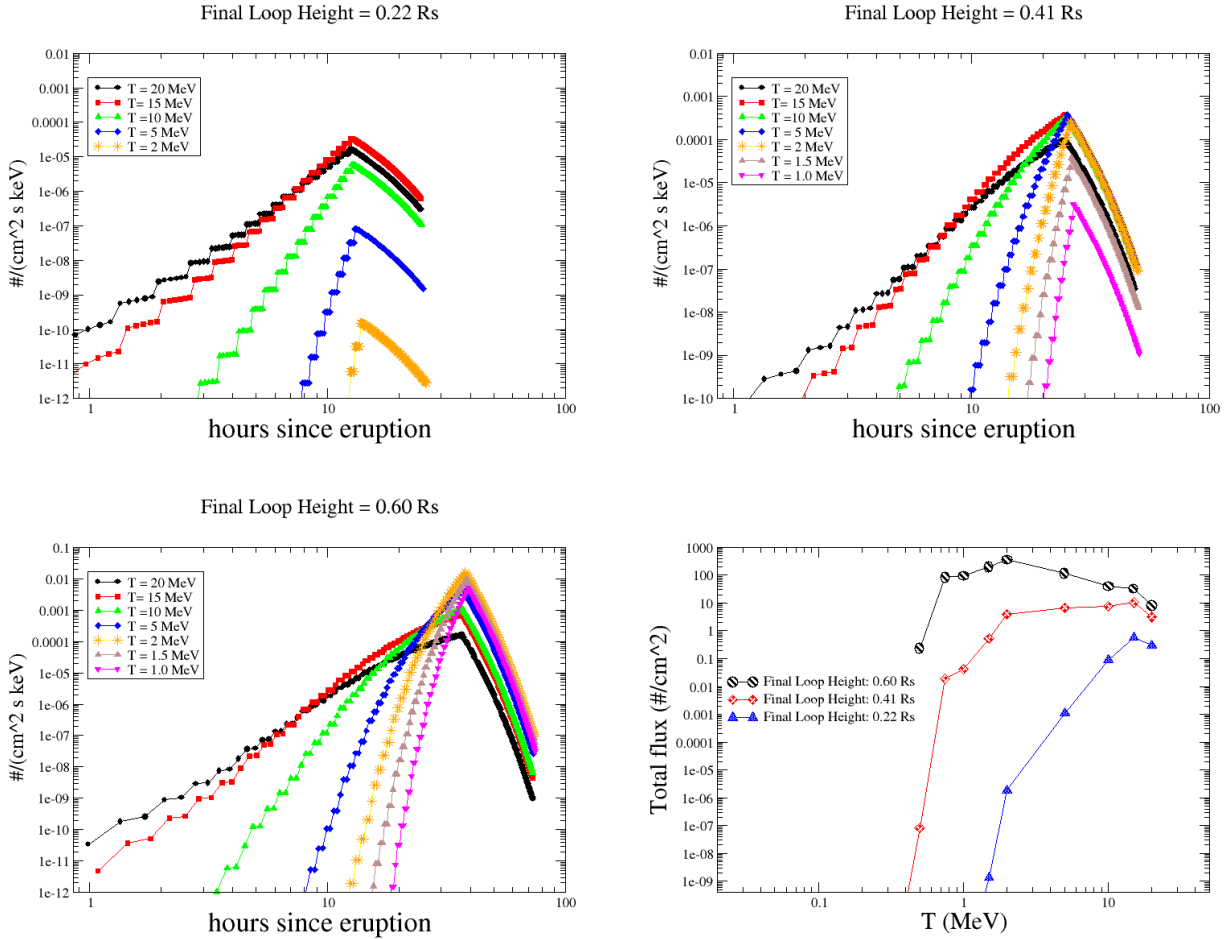 Final Loop Height = 0.22 Rs
0.01
0.001
0.0001
1e-05
1e-06
1e-07
1e-08
1e-09
1e-10
1e-11
1e-12
#/(cm^2 s keV)
T = 20 MeV
T= 15 MeV
T=10 MeV
T = 5 MeV
T = 2 MeV
1
10
100
hours since eruption
Final Loop Height = 0.41 Rs
0.01
0.001
0.0001
1e-05
1e-06
1e-07
1e-08
1e-09
1e-10
#/(cm^2 s keV)
T = 20 MeV
T= 15 MeV
T=10 MeV
T = 5 MeV
T = 2 MeV
T = 1.5 MeV
T = 1.0 MeV
1
10
100
hours since eruption
Final Loop Height = 0.60 Rs
0.1
0.01
0.001
0.0001
1e-05
1e-06
1e-07
1e-08
1e-09
1e-10
1e-11
1e-12
#/(cm^2 s keV)
T = 20 MeV
T= 15 MeV
T = 10 MeV
T = 5 MeV
T = 2 MeV
T = 1.5 MeV
T = 1.0 MeV
1
10
100
hours since eruption
1000
100
10
1
0.1
0.01
0.001
0.0001
1e-05
1e-06
1e-07
1e-08
1e-09
Total flux (#/cm^2)
Final Loop Height: 0.60 Rs
Final Loop Height: 0.41 Rs
Final Loop Height: 0.22 Rs
0.1
1
10
T (MeV)